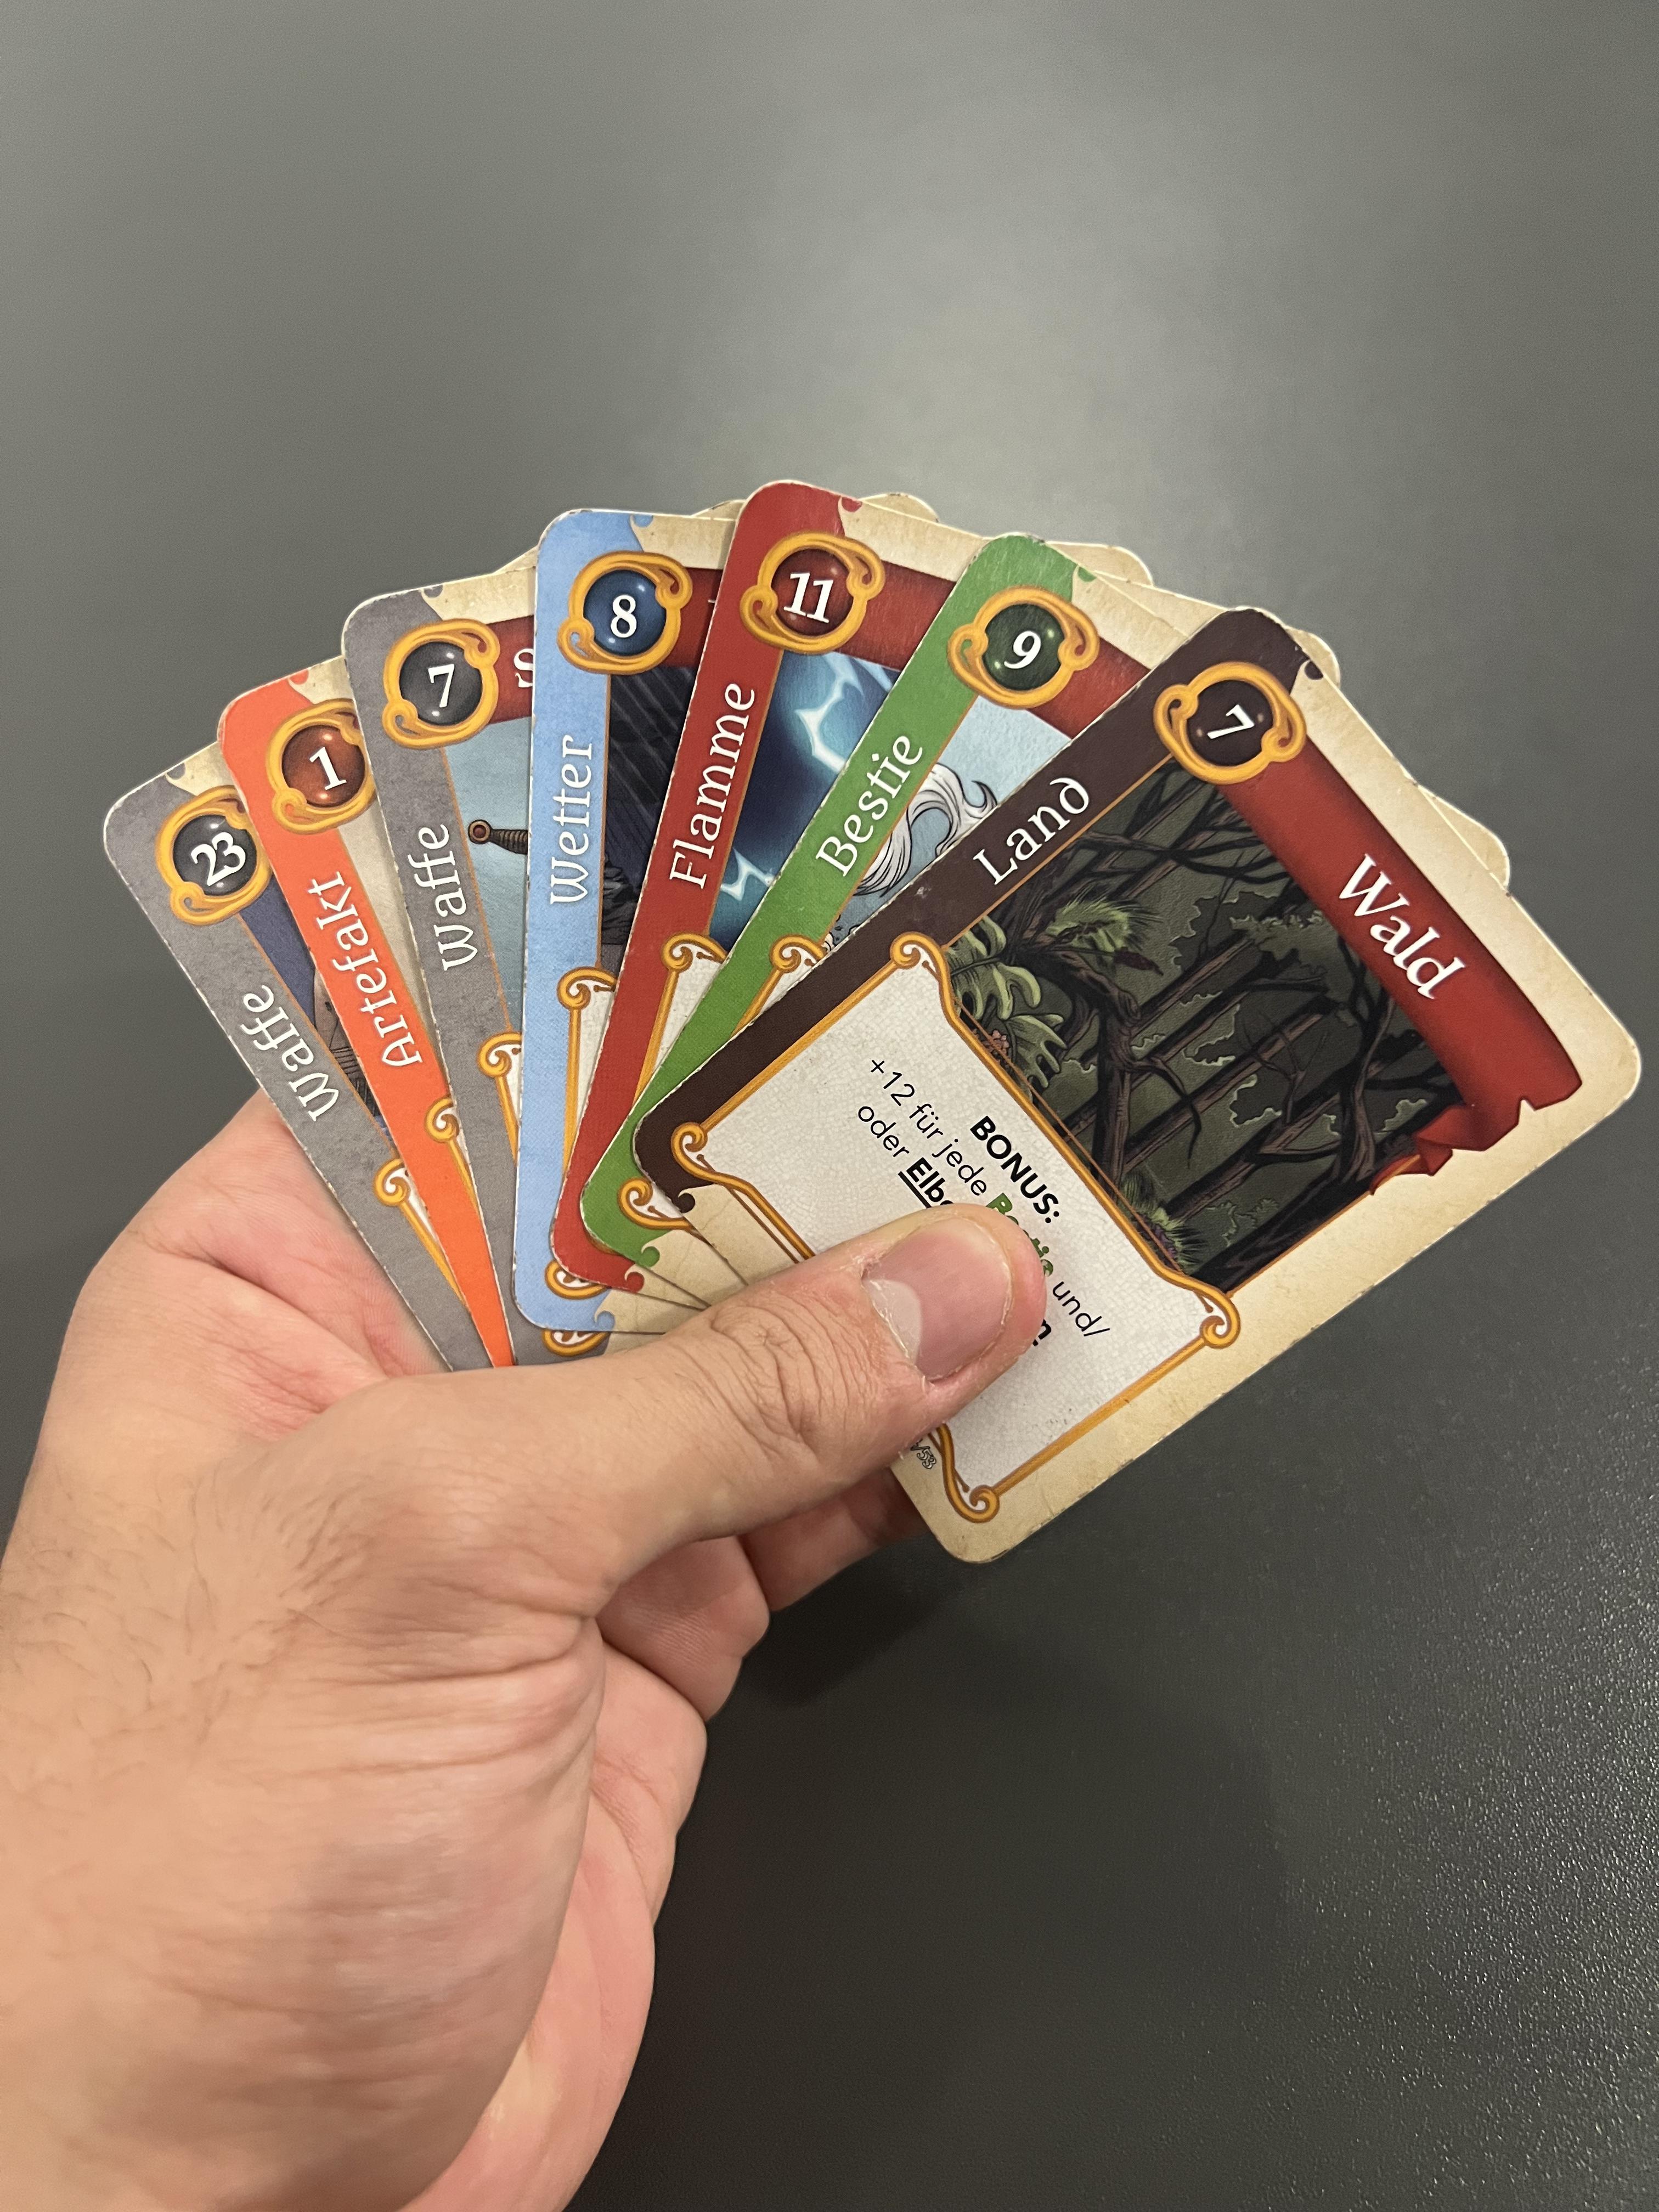 23
Waffe
1
Artefakt
7
S
Waffe
8
Wetter
11
Flamme
9
Bestie
7
Land
Wald
BONUS:
+12 für jede und/
oder
/53